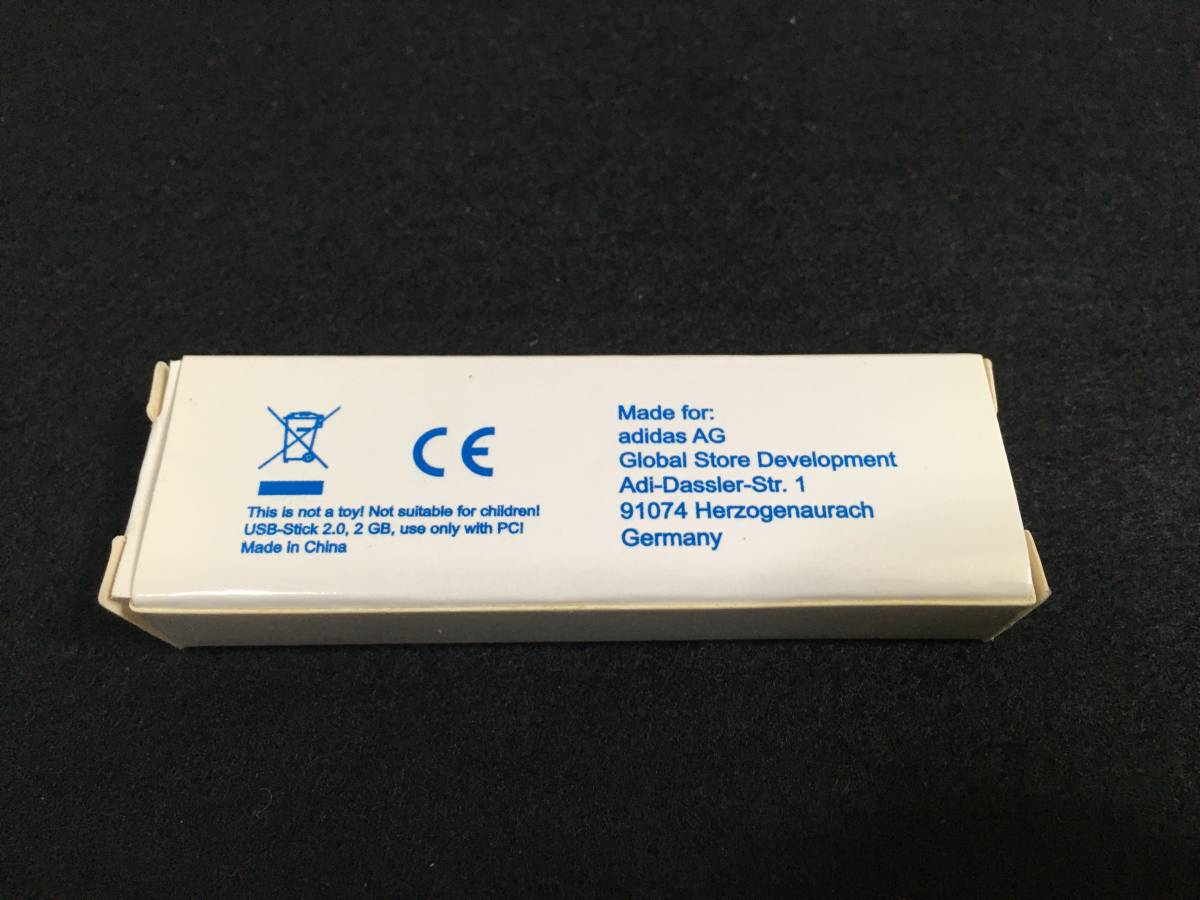 CE
This is not a toy! Not suitable for children!
USB-Stick 2.0, 2 GB, use only with PC!
Made in China
Made for:
adidas AG
Global Store Development
Adi-Dassler-Str. 1
91074 Herzogenaurach
Germany